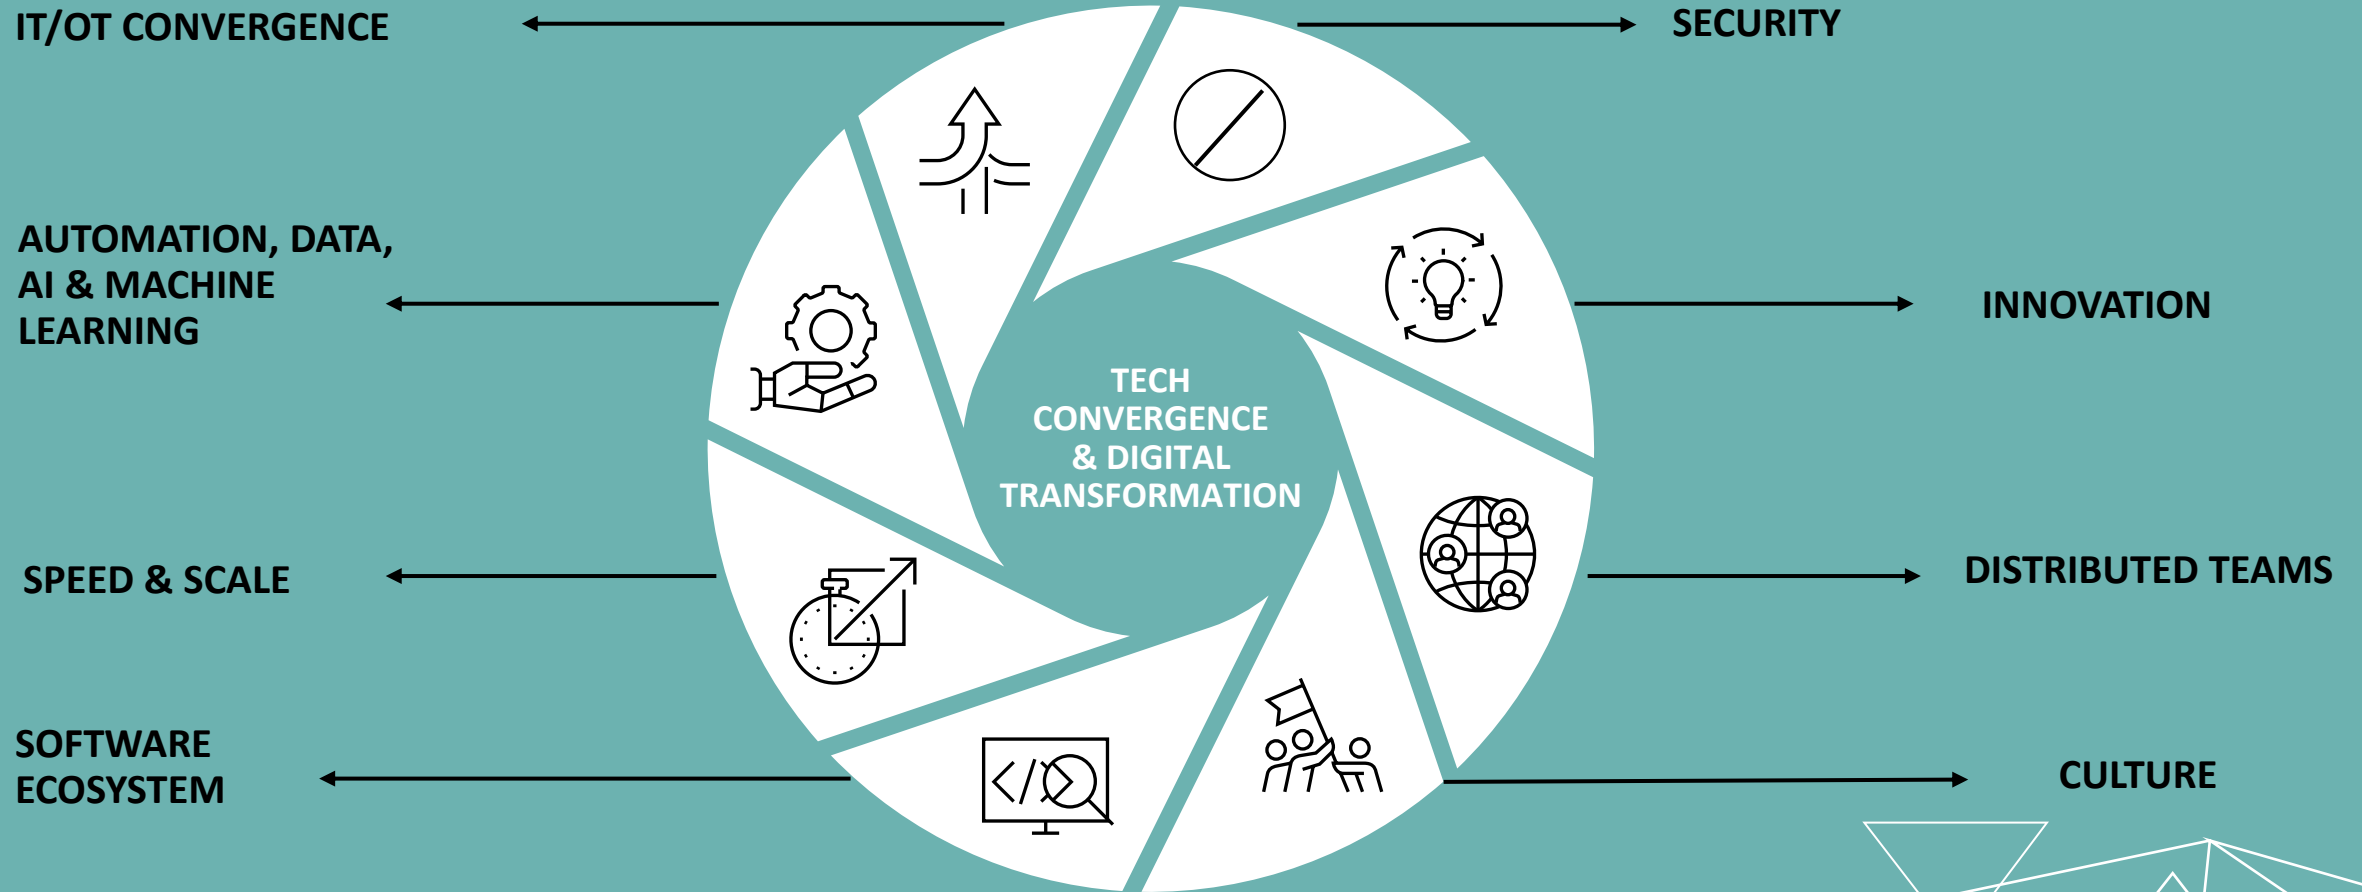 IT/OT CONVERGENCE
SECURITY
AUTOMATION, DATA,
AI & MACHINE
LEARNING
INNOVATION
TECH
CONVERGENCE
& DIGITAL
TRANSFORMATION
SPEED & SCALE
DISTRIBUTED TEAMS
SOFTWARE
ECOSYSTEM
CULTURE